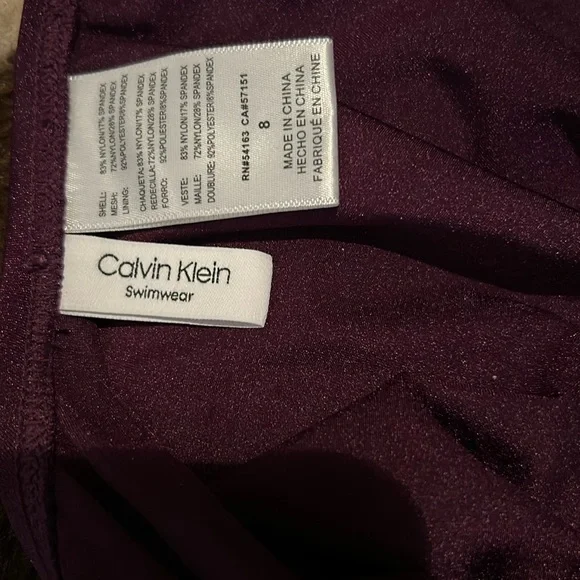 SHELL: 83% NYLON/17% SPANDEX
MESH: 72%NYLON/28% SPANDEX
LINING: 92%POLYESTER/8%SPANDEX
CHAQUETA: 83% NYLON/17% SPANDEX
REDECILLA: 72%NYLON/28% SPANDEX
FORRO: 92%POLYESTER/8%SPANDEX
VESTE: 83% NYLON/17% SPANDEX
MAILLE: 72%NYLON/28% SPANDEX
DOUBLURE: 92%POLYESTER/8% SPANDEX
RN#54163 CA#57151
8
MADE IN CHINA
HECHO EN CHINA
FABRIQUÉ EN CHINE
Calvin Klein
Swimwear